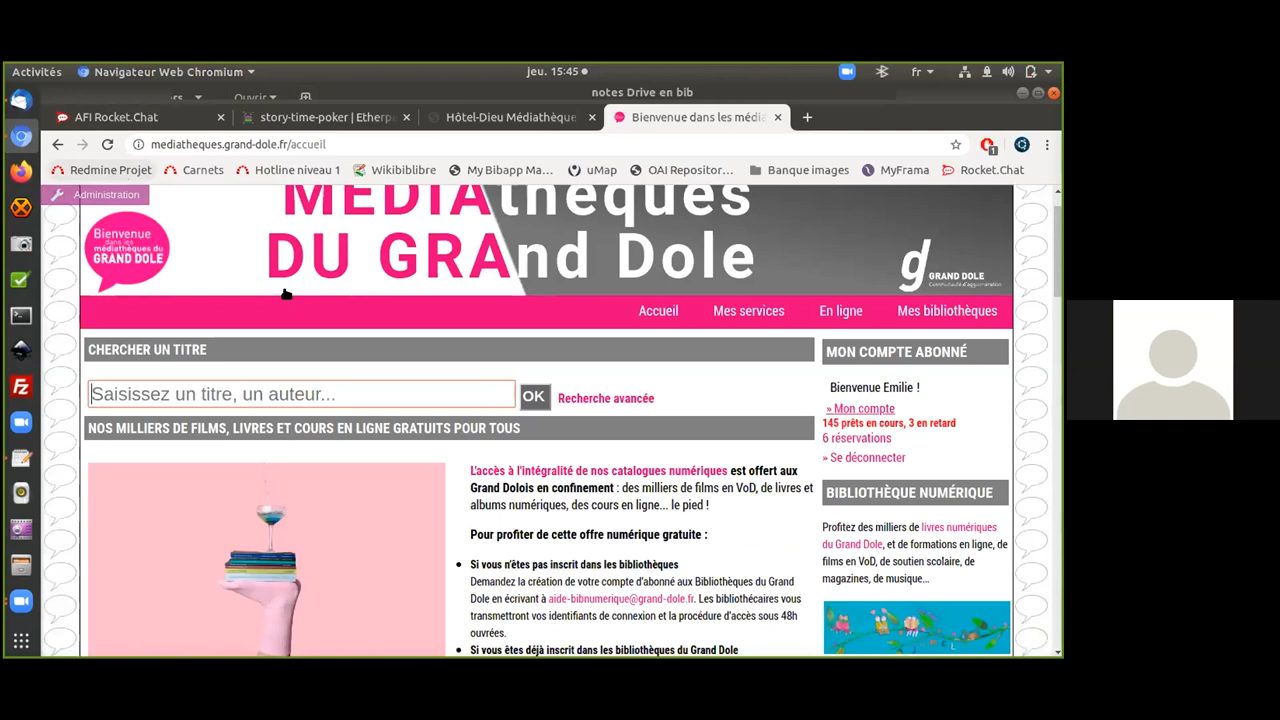 Activités
Navigateur Web Chromium
jeu. 15:45
fr
Ouvrir
notes Drive en bib
AFI Rocket.Chat
story-time-poker | Etherpa
Hôtel-Dieu Médiathèque
Bienvenue dans les média
mediatheques.grand-dole.fr/accueil
1
Redmine Projet
Carnets
Hotline niveau 1
Wikibiblibre
My Bibapp Ma...
uMap
OAI Repositor...
Banque images
MyFrama
Rocket.Chat
Administration
MÉDIAthèques
DU GRAnd Dole
Bienvenue
dans les
médiathèques du
GRAND DOLE
GRAND DOLE
Communauté d'agglomération
Accueil
Mes services
En ligne
Mes bibliothèques
CHERCHER UN TITRE
Saisissez un titre, un auteur...
OK
Recherche avancée
NOS MILLIERS DE FILMS, LIVRES ET COURS EN LIGNE GRATUITS POUR TOUS
L'accès à l'intégralité de nos catalogues numériques est offert aux
Grand Dolois en confinement : des milliers de films en VoD, de livres et
albums numériques, des cours en ligne... le pied !
Pour profiter de cette offre numérique gratuite :
Si vous n'êtes pas inscrit dans les bibliothèques
Demandez la création de votre compte d'abonné aux Bibliothèques du Grand
Dole en écrivant à aide-bibnumerique@grand-dole.fr. Les bibliothécaires vous
transmettront vos identifiants de connexion et la procédure d'accès sous 48h
ouvrées.
Si vous êtes déjà inscrit dans les bibliothèques du Grand Dole
MON COMPTE ABONNÉ
Bienvenue Emilie !
» Mon compte
145 prêts en cours, 3 en retard
6 réservations
» Se déconnecter
BIBLIOTHÈQUE NUMÉRIQUE
Profitez des milliers de livres numériques
du Grand Dole, et de formations en ligne, de
films en VoD, de soutien scolaire, de
magazines, de musique...